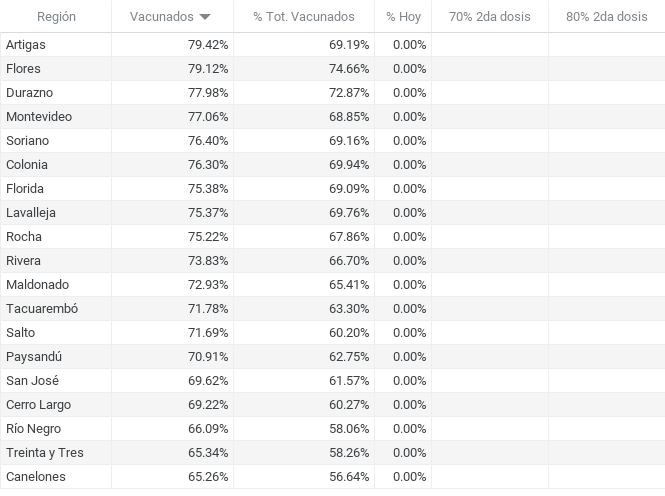 Región Vacunados % Tot. Vacunados % Hoy 70% 2da dosis 80% 2da dosis
Artigas 79.42% 69.19% 0.00%
Flores 79.12% 74.66% 0.00%
Durazno 77.98% 72.87% 0.00%
Montevideo 77.06% 68.85% 0.00%
Soriano 76.40% 69.16% 0.00%
Colonia 76.30% 69.94% 0.00%
Florida 75.38% 69.09% 0.00%
Lavalleja 75.37% 69.76% 0.00%
Rocha 75.22% 67.86% 0.00%
Rivera 73.83% 66.70% 0.00%
Maldonado 72.93% 65.41% 0.00%
Tacuarembó 71.78% 63.30% 0.00%
Salto 71.69% 60.20% 0.00%
Paysandú 70.91% 62.75% 0.00%
San José 69.62% 61.57% 0.00%
Cerro Largo 69.22% 60.27% 0.00%
Río Negro 66.09% 58.06% 0.00%
Treinta y Tres 65.34% 58.26% 0.00%
Canelones 65.26% 56.64% 0.00%